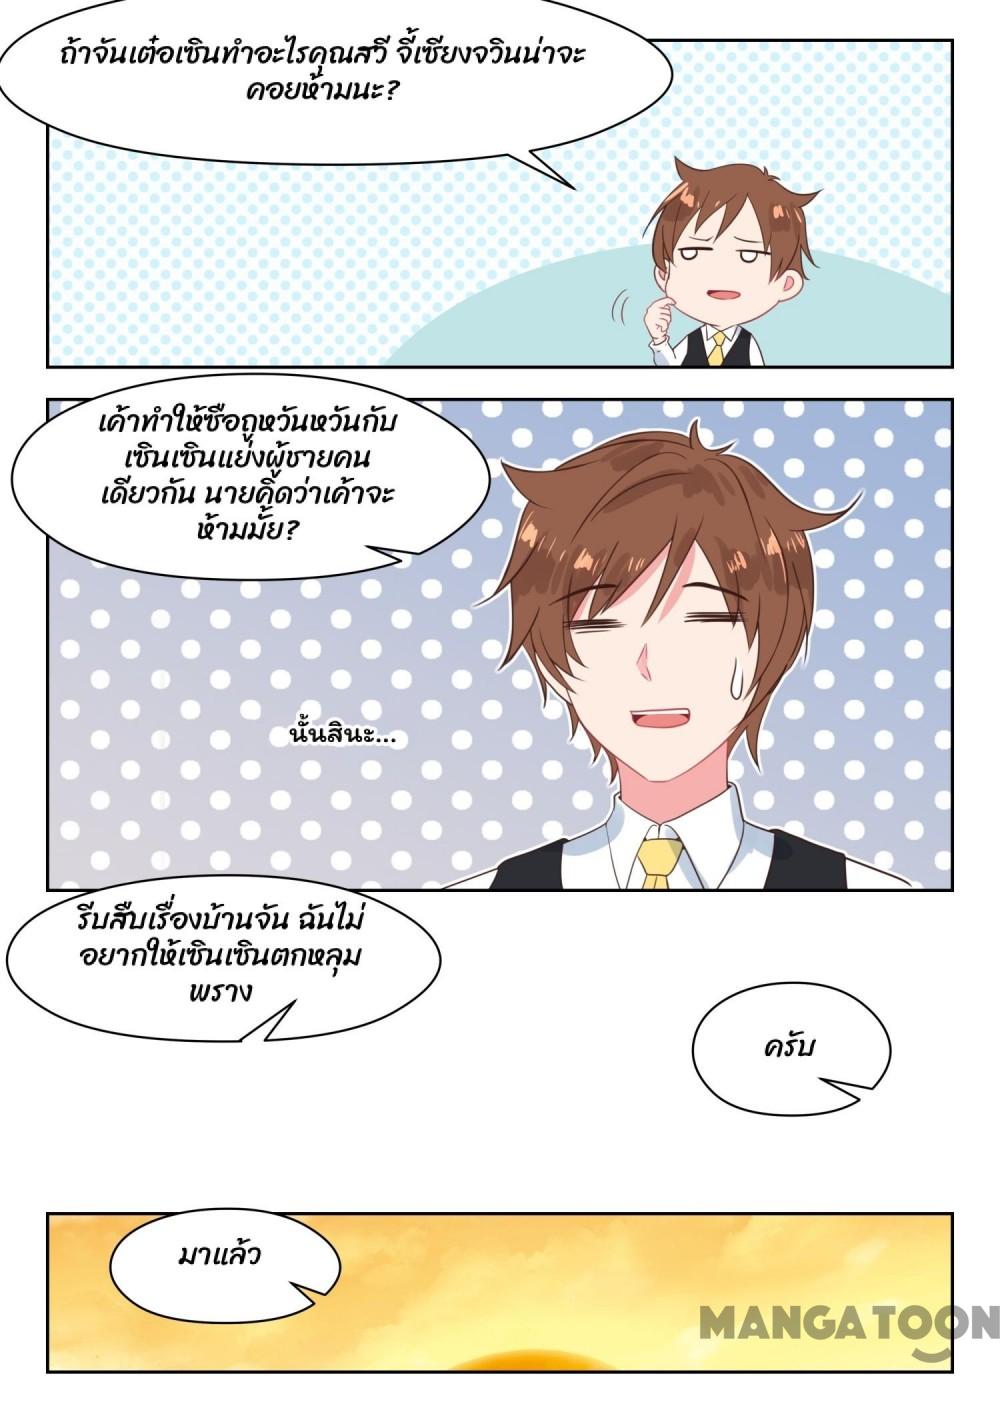 ถ้าจันเต๋อเซินทำอะไรคุณสวี จี้เซียงจวินน่าจะ
คอยห้ามนะ?
เค้าทำให้ซือถูหวันหวันกับ
เซินเซินแย่งผู้ชายคน
เดียวกัน นายคิดว่าเค้าจะ
ห้ามมั้ย?
นั้นสินะ...
รีบสืบเรื่องบ้านจัน ฉันไม่
อยากให้เซินเซินตกหลุม
พราง
ครับ
มาแล้ว
MANGATOON